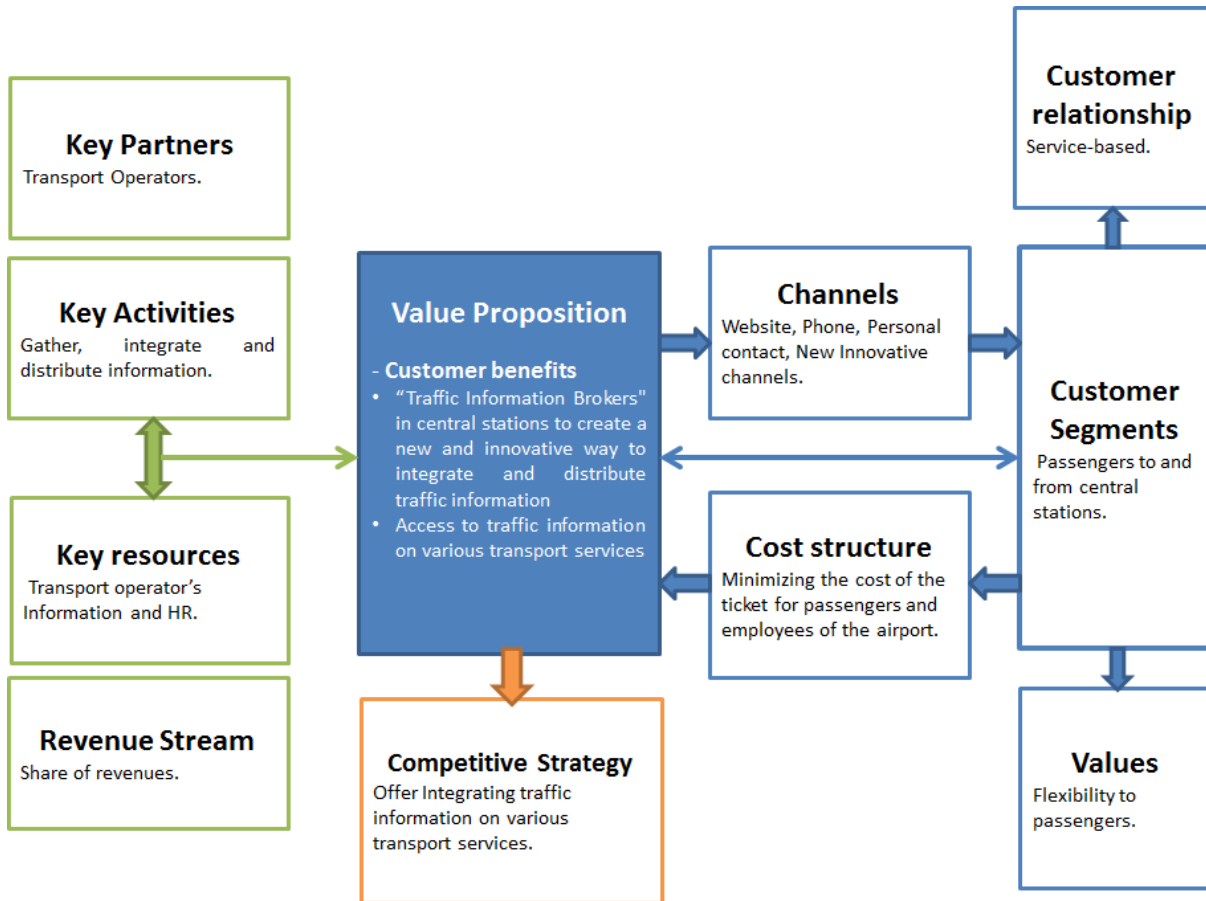 Key Partners
Transport Operators.
Key Activities
Gather, integrate and
distribute information.
Key resources
Transport operator's
Information and HR.
Revenue Stream
Share of revenues.
Value Proposition
- Customer benefits
• “Traffic Information Brokers"
in central stations to create a
new and innovative way to
integrate and distribute
traffic information
• Access to traffic information
on various transport services
Competitive Strategy
Offer Integrating traffic
information on various
transport services.
Channels
Website, Phone, Personal
contact, New Innovative
channels.
Cost structure
Minimizing the cost of the
ticket for passengers and
employees of the airport.
Customer
relationship
Service-based.
Customer
Segments
Passengers to and
from central
stations.
Values
Flexibility to
passengers.